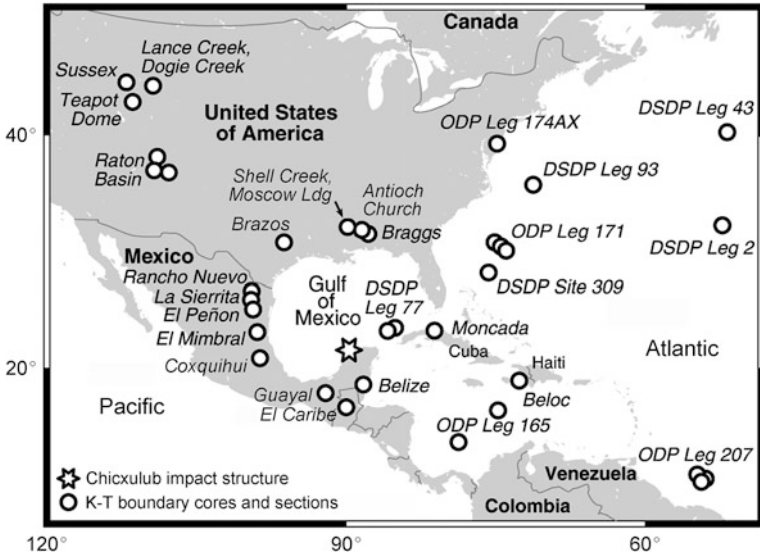 Canada
Lance Creek,
Dogie Creek
Sussex
Teapot
Dome
United States
of America
ODP Leg 174AX
DSDP Leg 43
40°
Raton
Basin
DSDP Leg 93
Shell Creek,
Moscow Ldg
Antioch
Church
Brazos
Braggs
ODP Leg 171
DSDP Leg 2
Mexico
Rancho Nuevo
La Sierrita
El Peñon
Gulf
of
Mexico
DSDP
Leg 77
DSDP Site 309
El Mimbral
Moncada
Cuba
Atlantic
Coxquihui
Haiti
20°
Pacific
Guayal
El Caribe
Belize
Beloc
ODP Leg 165
ODP Leg 207
Venezuela
Colombia
Chicxulub impact structure
K-T boundary cores and sections
120°
90°
60°